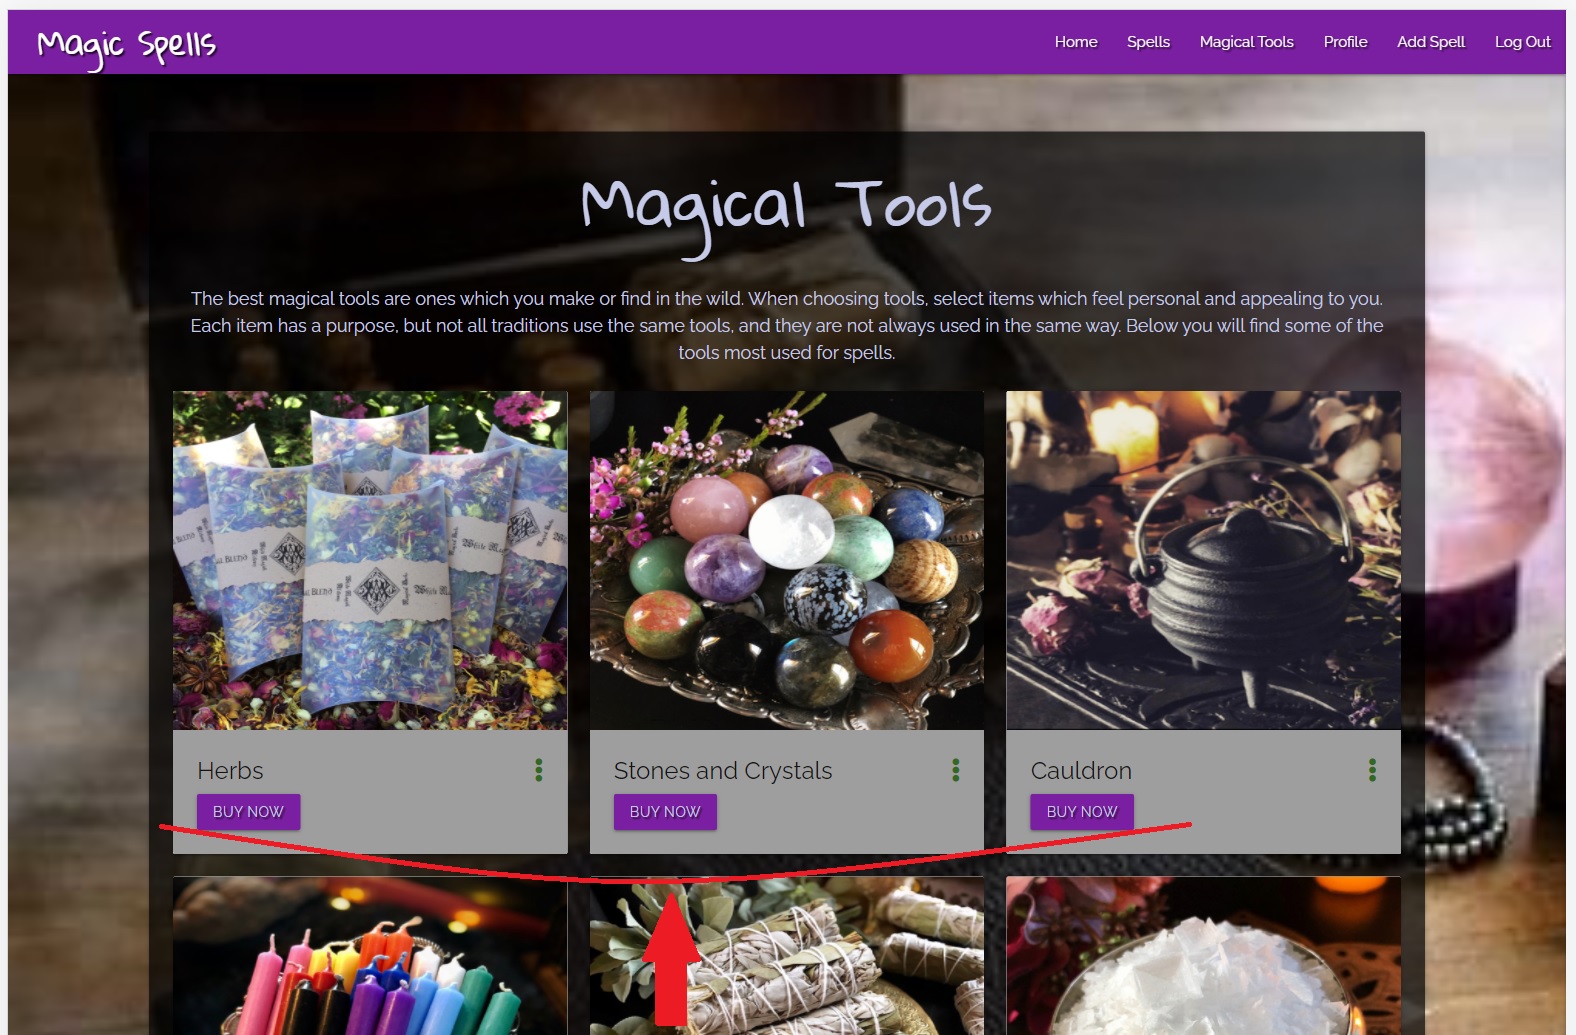 Magic Spells
Home Spells Magical Tools Profile Add Spell Log Out
Magical Tools
The best magical tools are ones which you make or find in the wild. When choosing tools, select items which feel personal and appealing to you.
Each item has a purpose, but not all traditions use the same tools, and they are not always used in the same way. Below you will find some of the
tools most used for spells.
Herbs
BUY NOW
Stones and Crystals
BUY NOW
Cauldron
BUY NOW